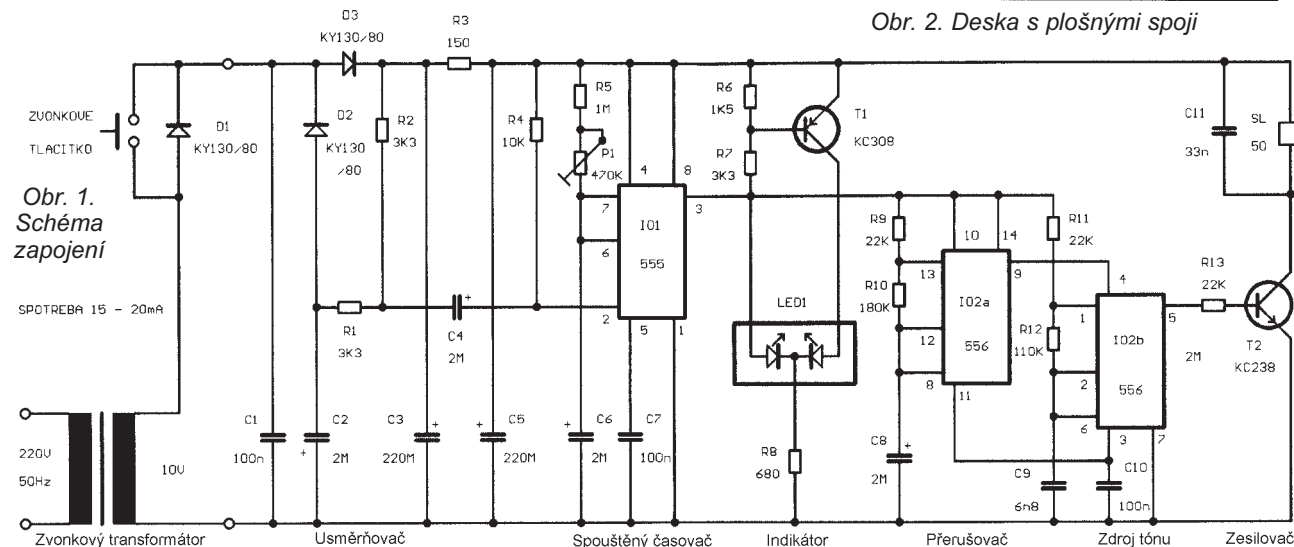 Obr. 2. Deska s plošnými spoji
D3
KY130/80
R3
150
ZVONKOVE
TLACITKO
D1
KY130/80
D2
KY130
/80
R2
3K3
R4
10K
R5
1M
P1
470K
4
8
7
6
3
2
5
1
IO1
555
R6
1K5
R7
3K3
T1
KC308
C11
33n
SL
50
Obr. 1.
Schéma
zapojení
R9
22K
R10
180K
10
14
13
9
12
8
11
IO2a
556
R11
22K
R12
110K
4
1
5
2
6
3
7
IO2b
556
R13
22K
2M
T2
KC238
SPOTREBA 15 - 20mA
R1
3K3
C4
+
2M
LED1
220V
50Hz
10V
C1
100n
C2
+
2M
C3
+
220M
C5
+
220M
C6
+
2M
C7
100n
R8
680
C8
+
2M
C9
6n8
C10
100n
Zvonkový transformátor
Usměrňovač
Spouštěný časovač
Indikátor
Přerušovač
Zdroj tónu
Zesilovač